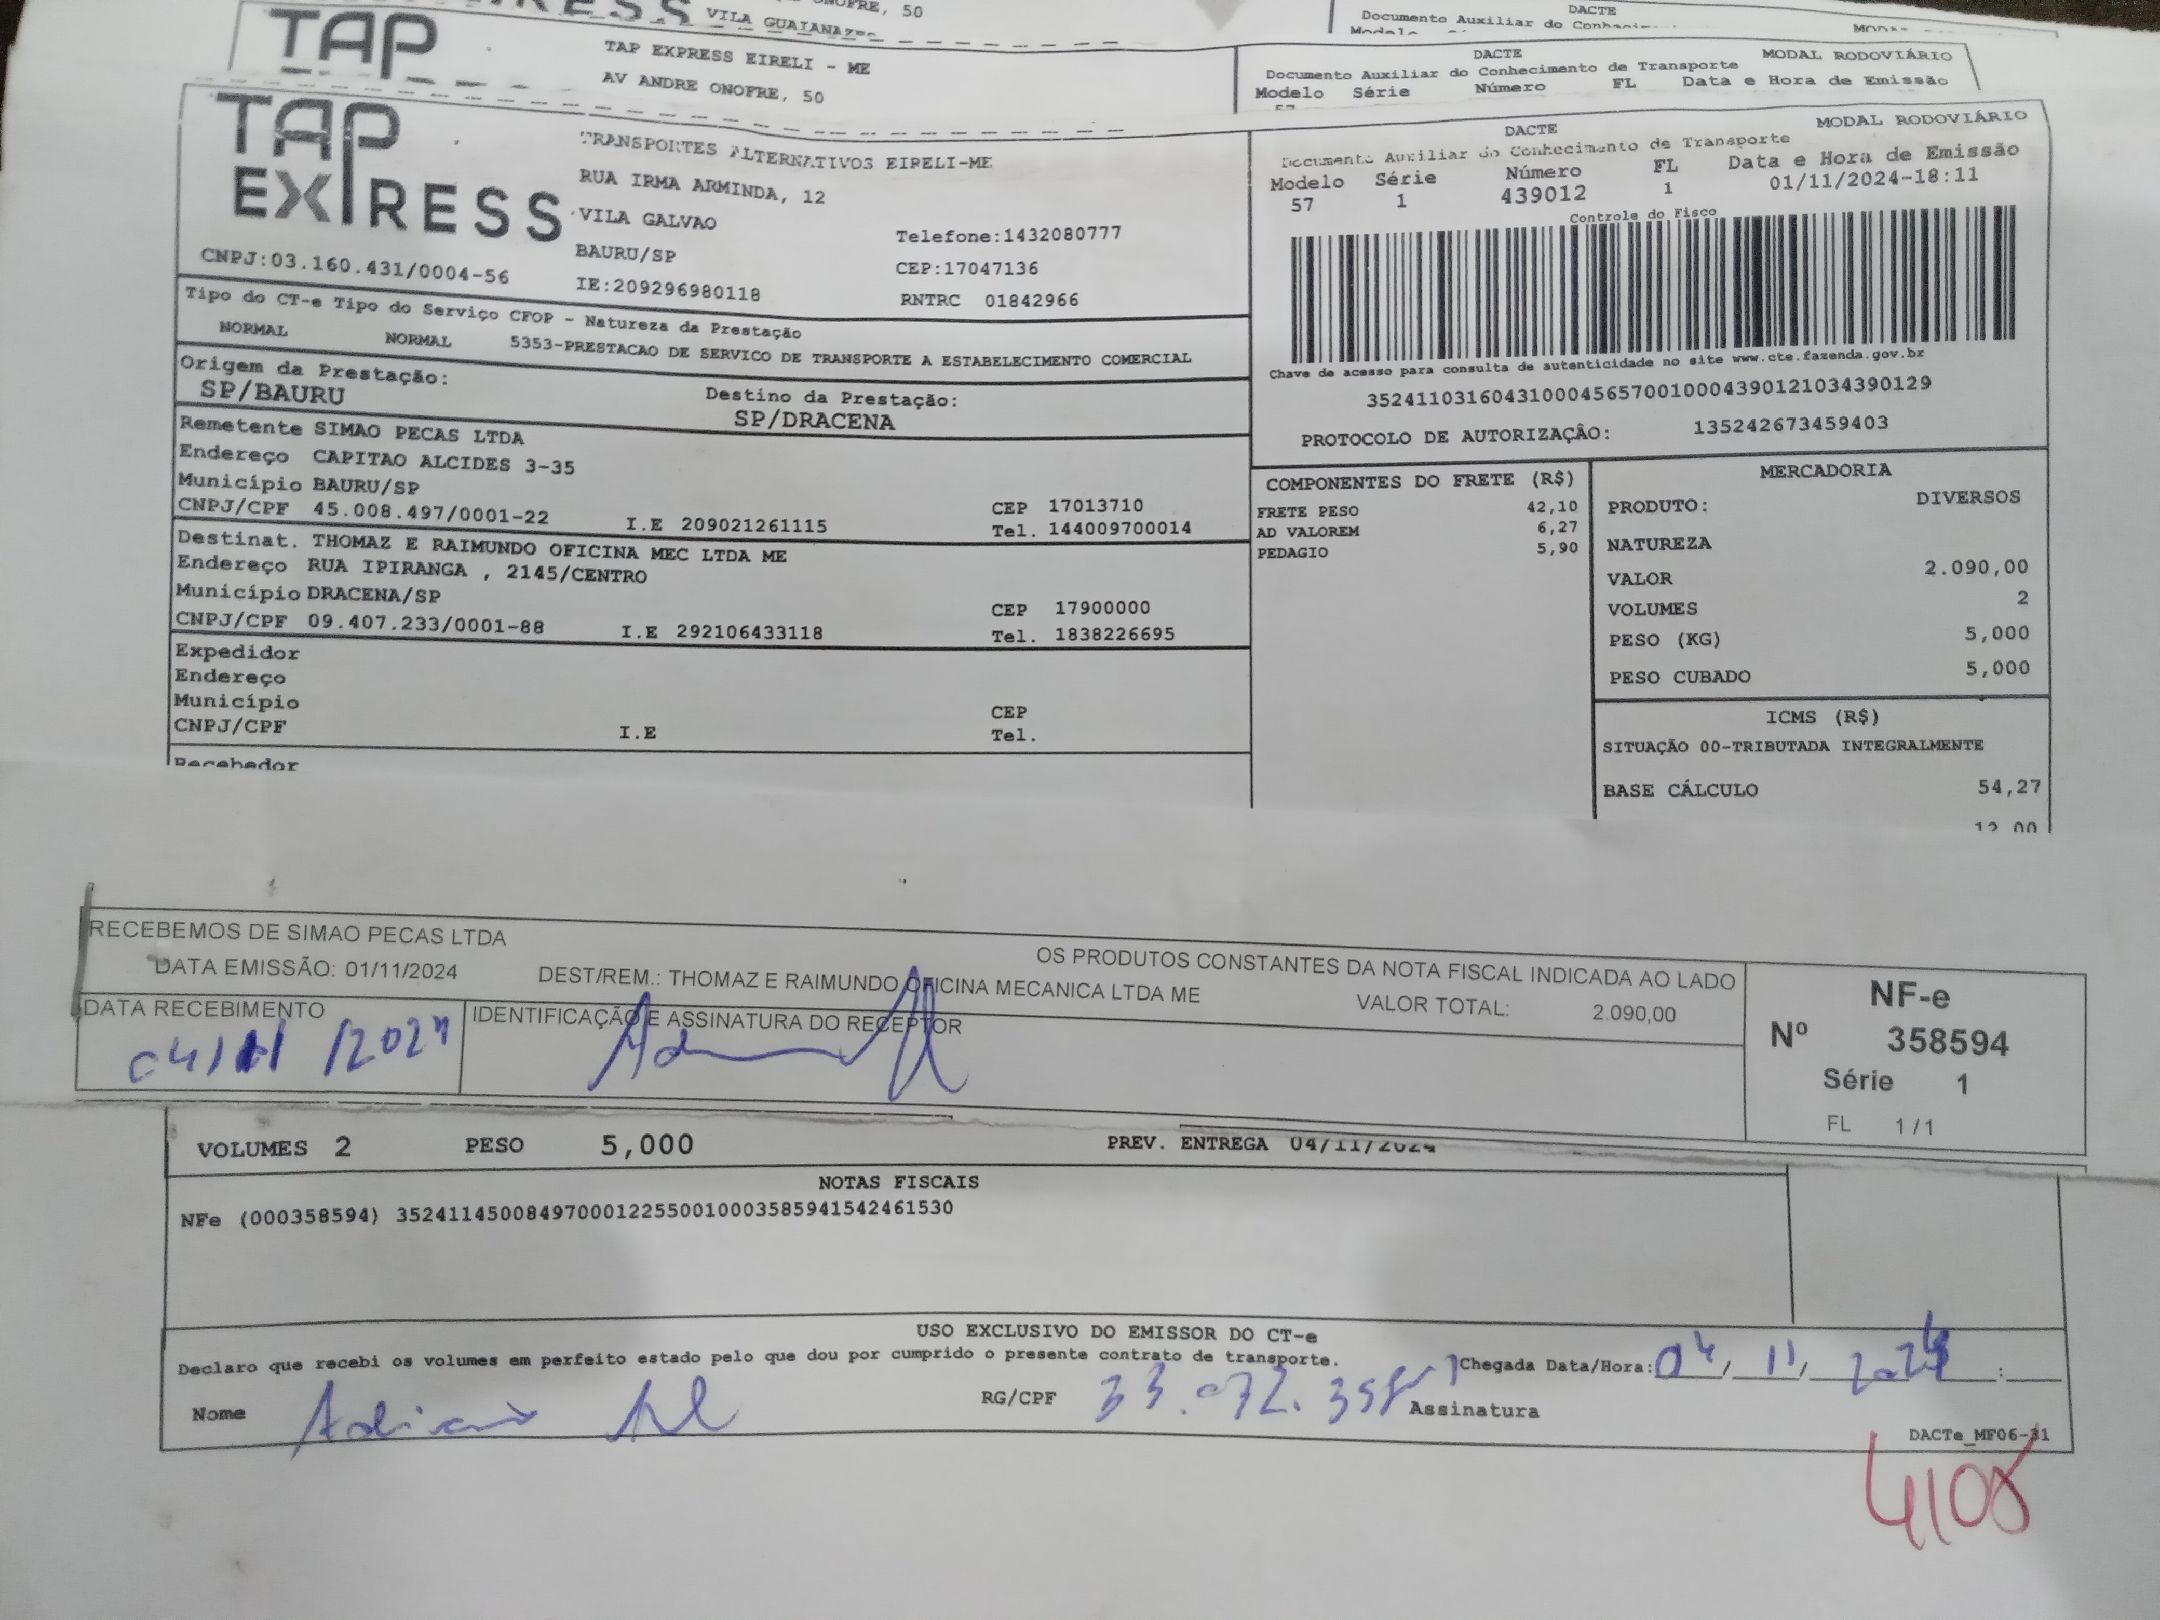 VILA GUAIANAZES
ONOFRE, 50
DACTE
TAP
TAP EXPRESS EIRELI - ME
AV ANDRE ONOFRE, 50
DACTE
MODAL RODOVIÁRIO
Documento Auxiliar do Conhecimento de Transporte
Modelo Série Número FL Data e Hora de Emissão
TAP EXPRESS
TRANSPORTES ALTERNATIVOS EIRELI-ME
RUA IRMA ARMINDA, 12
VILA GALVAO
Telefone:1432080777
BAURU/SP
CEP:17047136
CNPJ:03.160.431/0004-56
IE:209296980118
RNTRC 01842966
DACTE
MODAL RODOVIÁRIO
Documento Auxiliar do Conhecimento de Transporte
Modelo Série Número FL Data e Hora de Emissão
57 1 439012 1 01/11/2024-18:11
Controle do Fisco
Chave de acesso para consulta de autenticidade no site www.cte.fazenda.gov.br
35241103160431000456570010004390121034390129
PROTOCOLO DE AUTORIZAÇÂO: 135242673459403
Tipo do CT-e Tipo do Serviço CFOP - Natureza da Prestação
NORMAL NORMAL 5353-PRESTACAO DE SERVICO DE TRANSPORTE A ESTABELECIMENTO COMERCIAL
Origem da Prestação:
SP/BAURU
Destino da Prestação:
SP/DRACENA
Remetente SIMAO PECAS LTDA
Endereço CAPITAO ALCIDES 3-35
Município BAURU/SP
CEP 17013710
CNPJ/CPF 45.008.497/0001-22 I.E 209021261115 Tel. 144009700014
Destinat. THOMAZ E RAIMUNDO OFICINA MEC LTDA ME
Endereço RUA IPIRANGA , 2145/CENTRO
Município DRACENA/SP
CEP 17900000
CNPJ/CPF 09.407.233/0001-88 I.E 292106433118 Tel. 1838226695
Expedidor
Endereço
Município
CEP
CNPJ/CPF I.E Tel.
Recebedor
COMPONENTES DO FRETE (R$)
FRETE PESO 42,10
AD VALOREM 6,27
PEDAGIO 5,90
MERCADORIA
PRODUTO: DIVERSOS
NATUREZA
VALOR 2.090,00
VOLUMES 2
PESO (KG) 5,000
PESO CUBADO 5,000
ICMS (R$)
SITUAÇÃO 00-TRIBUTADA INTEGRALMENTE
BASE CÁLCULO 54,27
12,00
RECEBEMOS DE SIMAO PECAS LTDA
OS PRODUTOS CONSTANTES DA NOTA FISCAL INDICADA AO LADO
DATA EMISSÃO: 01/11/2024
DEST/REM.: THOMAZ E RAIMUNDO OFICINA MECANICA LTDA ME
VALOR TOTAL: 2.090,00
DATA RECEBIMENTO
04/11/2024
IDENTIFICAÇÃO E ASSINATURA DO RECEPTOR
NF-e
Nº 358594
Série 1
FL 1/1
VOLUMES 2 PESO 5,000 PREV. ENTREGA 04/11/2024
NOTAS FISCAIS
NFe (000358594) 35241145008497000122550010003585941542461530
USO EXCLUSIVO DO EMISSOR DO CT-e
Declaro que recebi os volumes em perfeito estado pelo que dou por cumprido o presente contrato de transporte.
Chegada Data/Hora: 04/11/2024 :
Nome
RG/CPF
Assinatura
DACTe_MF06-31
4108